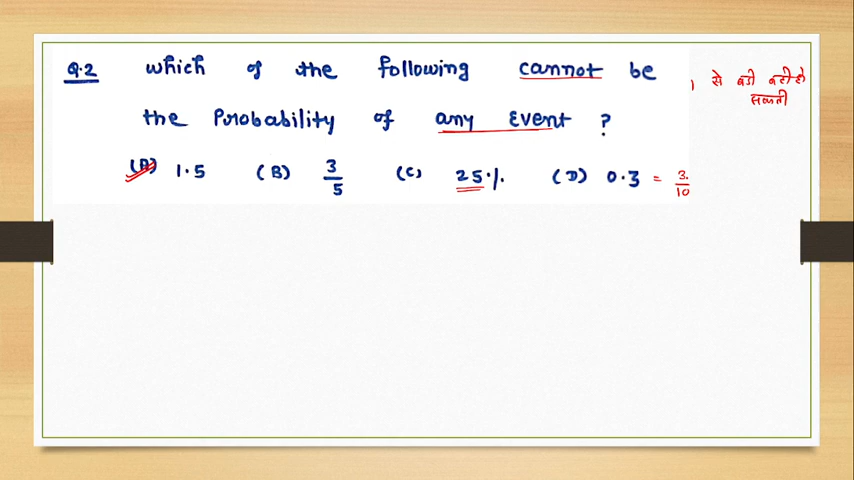 Q.2 which of the following cannot be
the Probability of any Event ?
(A) 1.5 (B) 3/5 (C) 25% (D) 0.3 = 3/10
1 से बडी नही हो
सकती